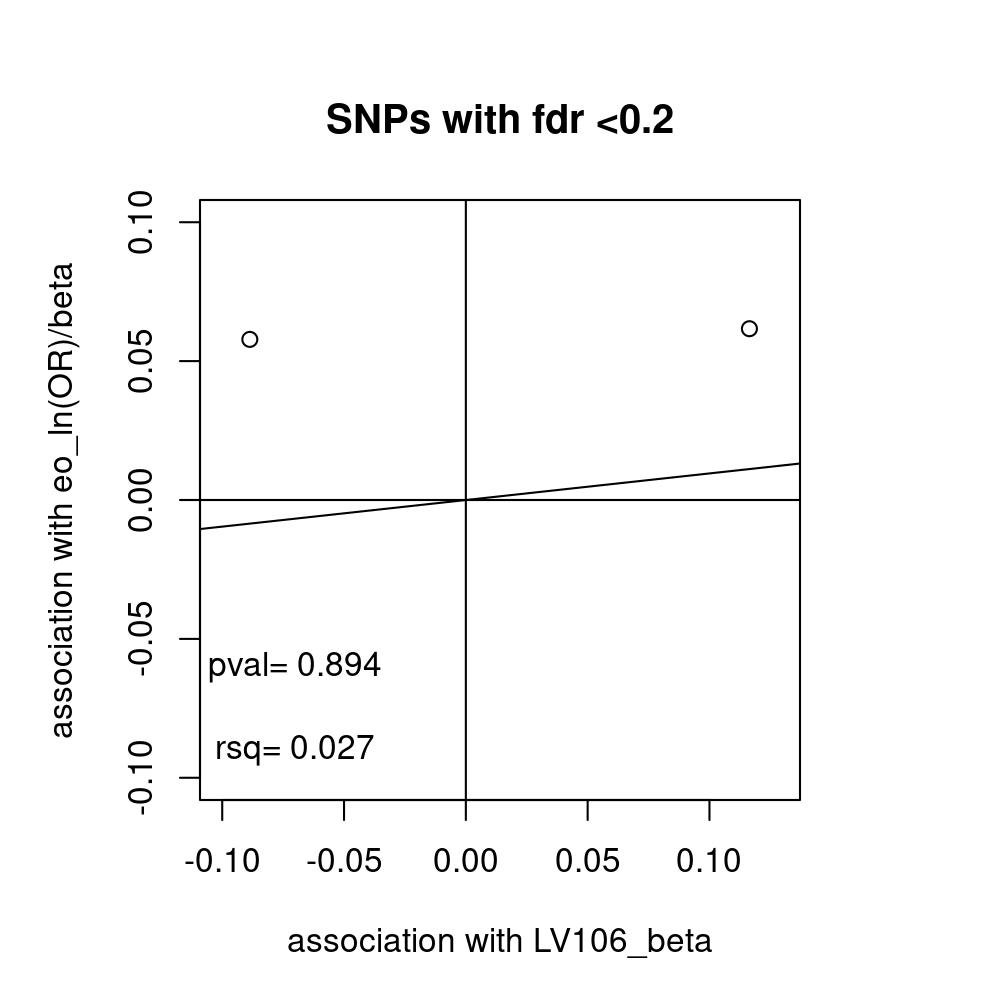 SNPs with fdr <0.2
association with eo_ln(OR)/beta
0.10
0.05
0.00
-0.05
-0.10
pval= 0.894
rsq= 0.027
-0.10 -0.05 0.00 0.05 0.10
association with LV106_beta